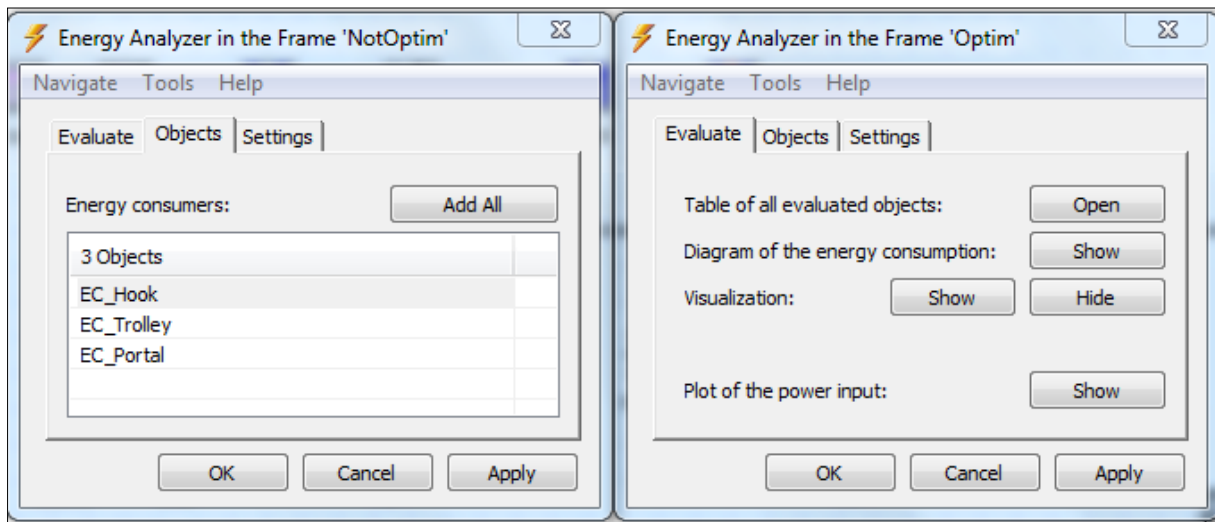 Energy Analyzer in the Frame 'NotOptim'
Navigate Tools Help
Evaluate Objects Settings
Energy consumers: Add All
3 Objects
EC_Hook
EC_Trolley
EC_Portal
OK Cancel Apply
Energy Analyzer in the Frame 'Optim'
Navigate Tools Help
Evaluate Objects Settings
Table of all evaluated objects: Open
Diagram of the energy consumption: Show
Visualization: Show Hide
Plot of the power input: Show
OK Cancel Apply